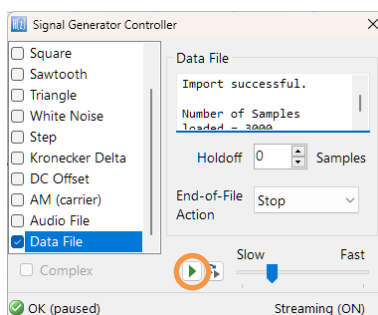 Signal Generator Controller
Square
Sawtooth
Triangle
White Noise
Step
Kronecker Delta
DC Offset
AM (carrier)
Audio File
Data File
Complex
Data File
Import successful.
Number of Samples
loaded = 3000
Holdoff 0 Samples
End-of-File
Action
Stop
Slow Fast
OK (paused) Streaming (ON)